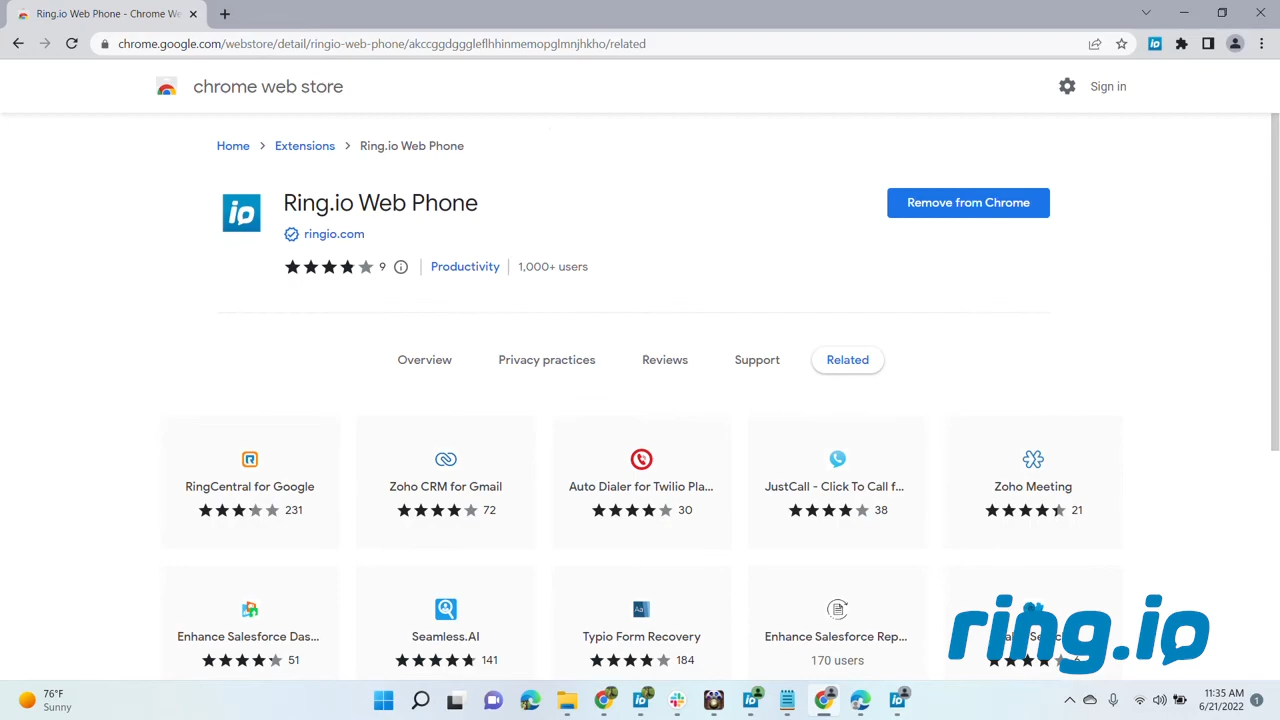 Ring.io Web Phone - Chrome We
chrome.google.com/webstore/detail/ringio-web-phone/akccggdgggleflhhinmemopglmnjhkho/related
chrome web store
Sign in
Home > Extensions > Ring.io Web Phone
io
Ring.io Web Phone
Remove from Chrome
ringio.com
9
Productivity
1,000+ users
Overview
Privacy practices
Reviews
Support
Related
RingCentral for Google
231
Zoho CRM for Gmail
72
Auto Dialer for Twilio Pla...
30
JustCall - Click To Call f...
38
Zoho Meeting
21
Enhance Salesforce Das...
51
Seamless.AI
141
Typio Form Recovery
184
Enhance Salesforce Rep...
170 users
ring.io
76°F
Sunny
11:35 AM
6/21/2022
1